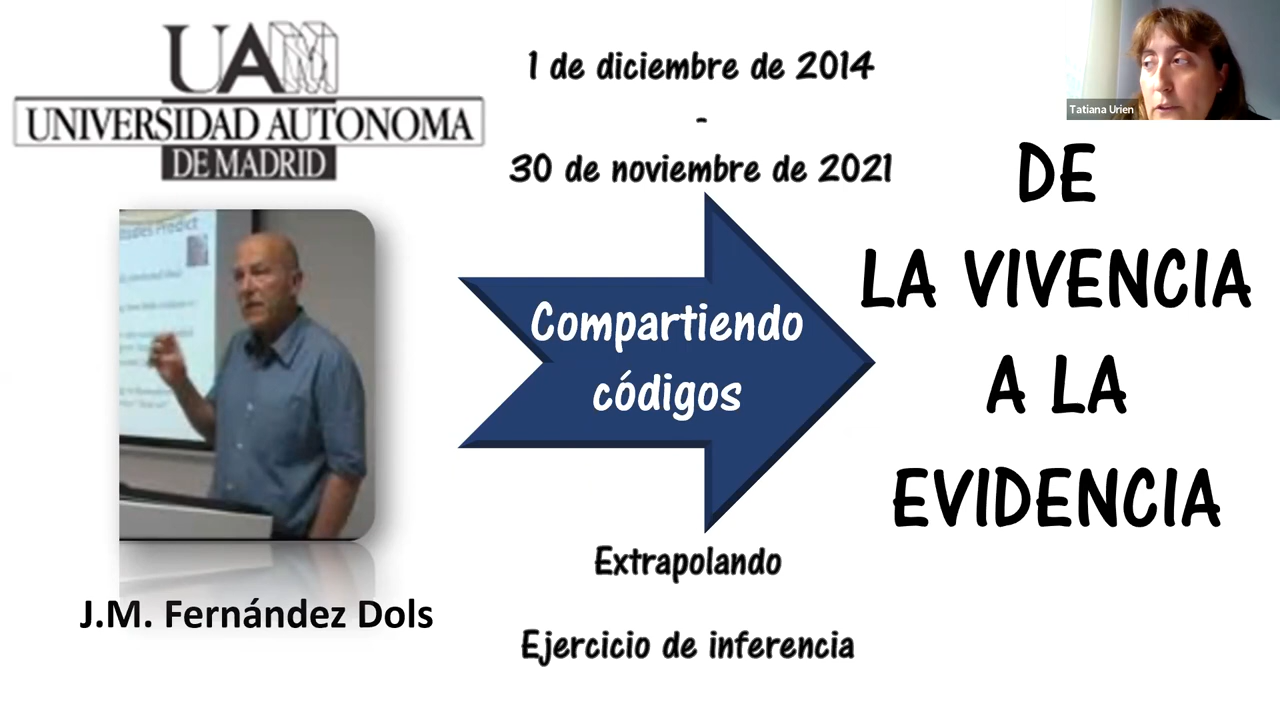 UAM
UNIVERSIDAD AUTONOMA
DE MADRID
1 de diciembre de 2014
-
30 de noviembre de 2021
Tatiana Urien
DE
LA VIVENCIA
A LA
EVIDENCIA
Compartiendo
códigos
Predict
J.M. Fernández Dols
Extrapolando
Ejercicio de inferencia